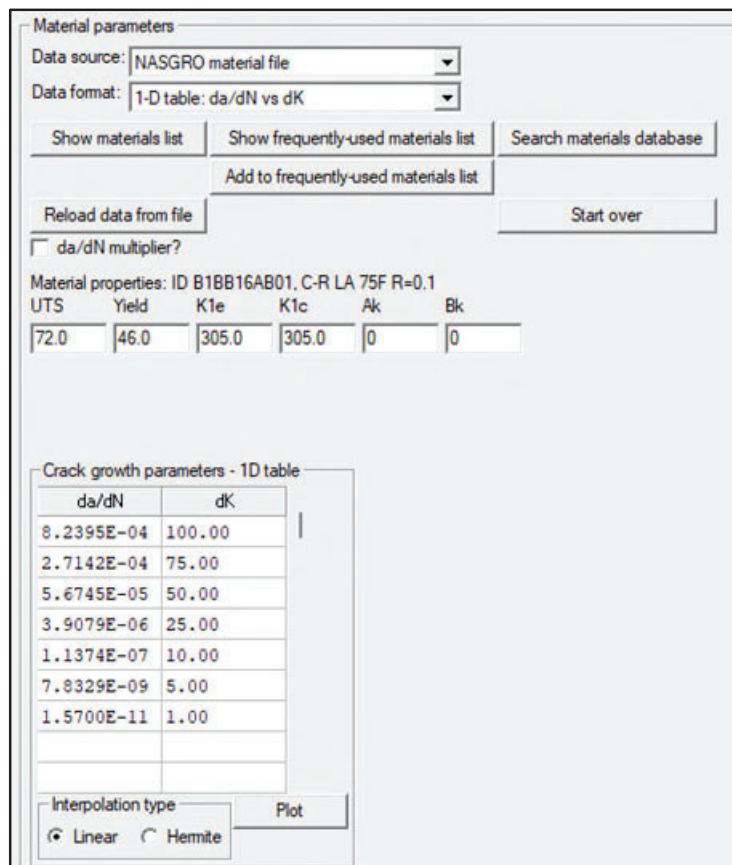 Material parameters
Data source: NASGRO material file
Data format: 1-D table: da/dN vs dK
Show materials list Show frequently-used materials list Search materials database
Add to frequently-used materials list
Reload data from file Start over
da/dN multiplier?
Material properties: ID B1BB16AB01, C-R LA 75F R=0.1
UTS Yield K1e K1c Ak Bk
72.0 46.0 305.0 305.0 0 0
Crack growth parameters - 1D table
da/dN dK
8.2395E-04 100.00
2.7142E-04 75.00
5.6745E-05 50.00
3.9079E-06 25.00
1.1374E-07 10.00
7.8329E-09 5.00
1.5700E-11 1.00
Interpolation type Plot
Linear Hermite